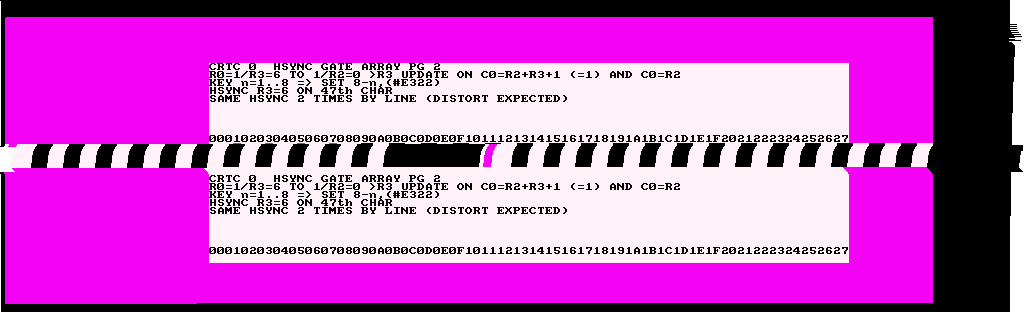 CRTC 0  HSYNC GATE ARRAY PG 2
R0=1/R3=6 TO 1/R2=0 >R3 UPDATE ON C0=R2+R3+1 (=1) AND C0=R2
KEY n=1..8 => SET 8-n,(#E322)
HSYNC R3=6 ON 47th CHAR
SAME HSYNC 2 TIMES BY LINE (DISTORT EXPECTED)
000102030405060708090A0B0C0D0E0F101112131415161718191A1B1C1D1E1F2021222324252627
CRTC 0  HSYNC GATE ARRAY PG 2
R0=1/R3=6 TO 1/R2=0 >R3 UPDATE ON C0=R2+R3+1 (=1) AND C0=R2
KEY n=1..8 => SET 8-n,(#E322)
HSYNC R3=6 ON 47th CHAR
SAME HSYNC 2 TIMES BY LINE (DISTORT EXPECTED)
000102030405060708090A0B0C0D0E0F101112131415161718191A1B1C1D1E1F2021222324252627